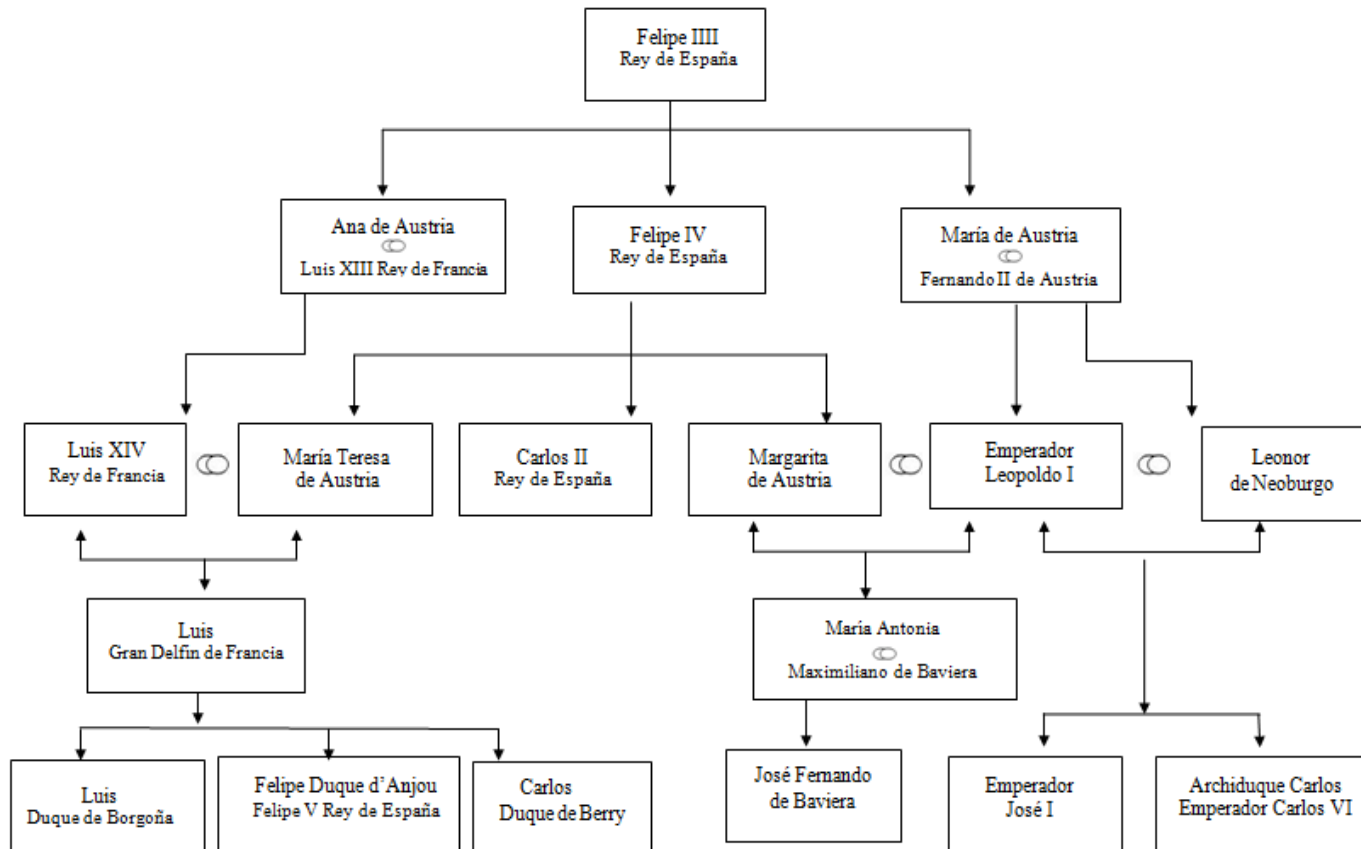 Felipe IIII
Rey de España
Ana de Austria
Luis XIII Rey de Francia
Felipe IV
Rey de España
María de Austria
Fernando II de Austria
Luis XIV
Rey de Francia
María Teresa
de Austria
Carlos II
Rey de España
Margarita
de Austria
Emperador
Leopoldo I
Leonor
de Neoburgo
Luis
Gran Delfín de Francia
María Antonia
Maximiliano de Baviera
Luis
Duque de Borgoña
Felipe Duque d’Anjou
Felipe V Rey de España
Carlos
Duque de Berry
José Fernando
de Baviera
Emperador
José I
Archiduque Carlos
Emperador Carlos VI